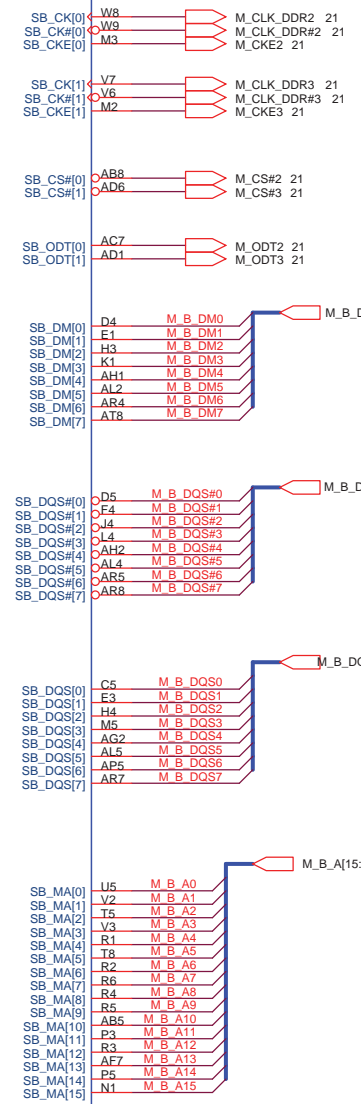 SB_CK[0] W8 M_CLK_DDR2 21
SB_CK#[0] W9 M_CLK_DDR#2 21
SB_CKE[0] M3 M_CKE2 21
SB_CK[1] V7 M_CLK_DDR3 21
SB_CK#[1] V6 M_CLK_DDR#3 21
SB_CKE[1] M2 M_CKE3 21
SB_CS#[0] AB8 M_CS#2 21
SB_CS#[1] AD6 M_CS#3 21
SB_ODT[0] AC7 M_ODT2 21
SB_ODT[1] AD1 M_ODT3 21
M_B_D
SB_DM[0] D4 M_B_DM0
SB_DM[1] E1 M_B_DM1
SB_DM[2] H3 M_B_DM2
SB_DM[3] K1 M_B_DM3
SB_DM[4] AH1 M_B_DM4
SB_DM[5] AL2 M_B_DM5
SB_DM[6] AR4 M_B_DM6
SB_DM[7] AT8 M_B_DM7
M_B_D
SB_DQS#[0] D5 M_B_DQS#0
SB_DQS#[1] F4 M_B_DQS#1
SB_DQS#[2] J4 M_B_DQS#2
SB_DQS#[3] L4 M_B_DQS#3
SB_DQS#[4] AH2 M_B_DQS#4
SB_DQS#[5] AL4 M_B_DQS#5
SB_DQS#[6] AR5 M_B_DQS#6
SB_DQS#[7] AR8 M_B_DQS#7
M_B_DQ
SB_DQS[0] C5 M_B_DQS0
SB_DQS[1] E3 M_B_DQS1
SB_DQS[2] H4 M_B_DQS2
SB_DQS[3] M5 M_B_DQS3
SB_DQS[4] AG2 M_B_DQS4
SB_DQS[5] AL5 M_B_DQS5
SB_DQS[6] AP5 M_B_DQS6
SB_DQS[7] AR7 M_B_DQS7
M_B_A[15:
SB_MA[0] U5 M_B_A0
SB_MA[1] V2 M_B_A1
SB_MA[2] T5 M_B_A2
SB_MA[3] V3 M_B_A3
SB_MA[4] R1 M_B_A4
SB_MA[5] T8 M_B_A5
SB_MA[6] R2 M_B_A6
SB_MA[7] R6 M_B_A7
SB_MA[8] R4 M_B_A8
SB_MA[9] R5 M_B_A9
SB_MA[10] AB5 M_B_A10
SB_MA[11] P3 M_B_A11
SB_MA[12] R3 M_B_A12
SB_MA[13] AF7 M_B_A13
SB_MA[14] P5 M_B_A14
SB_MA[15] N1 M_B_A15